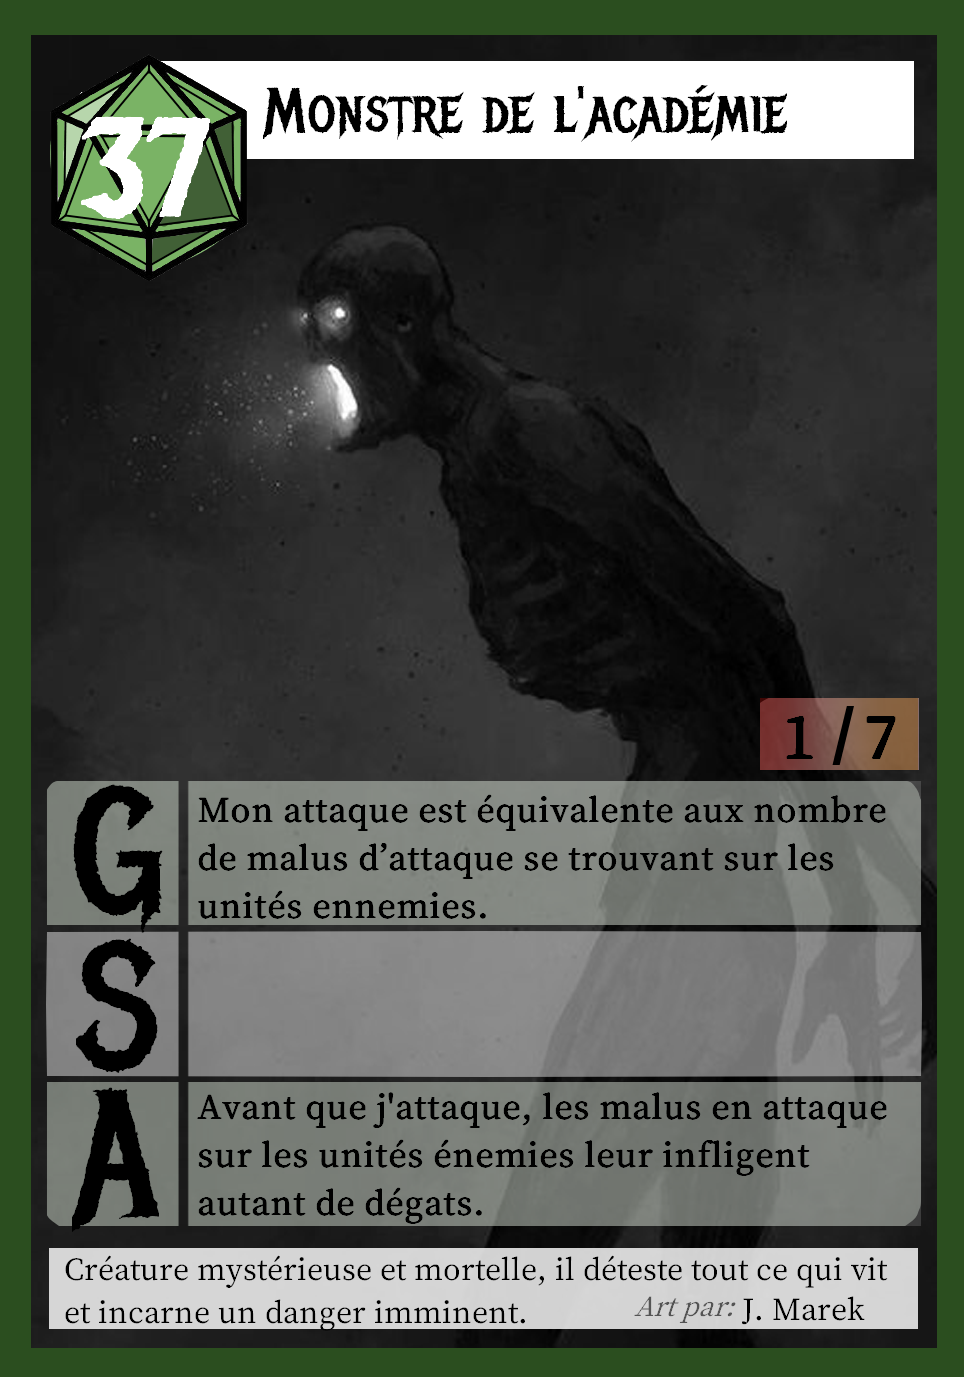 37
Monstre de l'académie
1 / 7
G
Mon attaque est équivalente aux nombre
de malus d’attaque se trouvant sur les
unités ennemies.
S
A
Avant que j'attaque, les malus en attaque
sur les unités énemies leur infligent
autant de dégats.
Créature mystérieuse et mortelle, il déteste tout ce qui vit
et incarne un danger imminent.
Art par: J. Marek